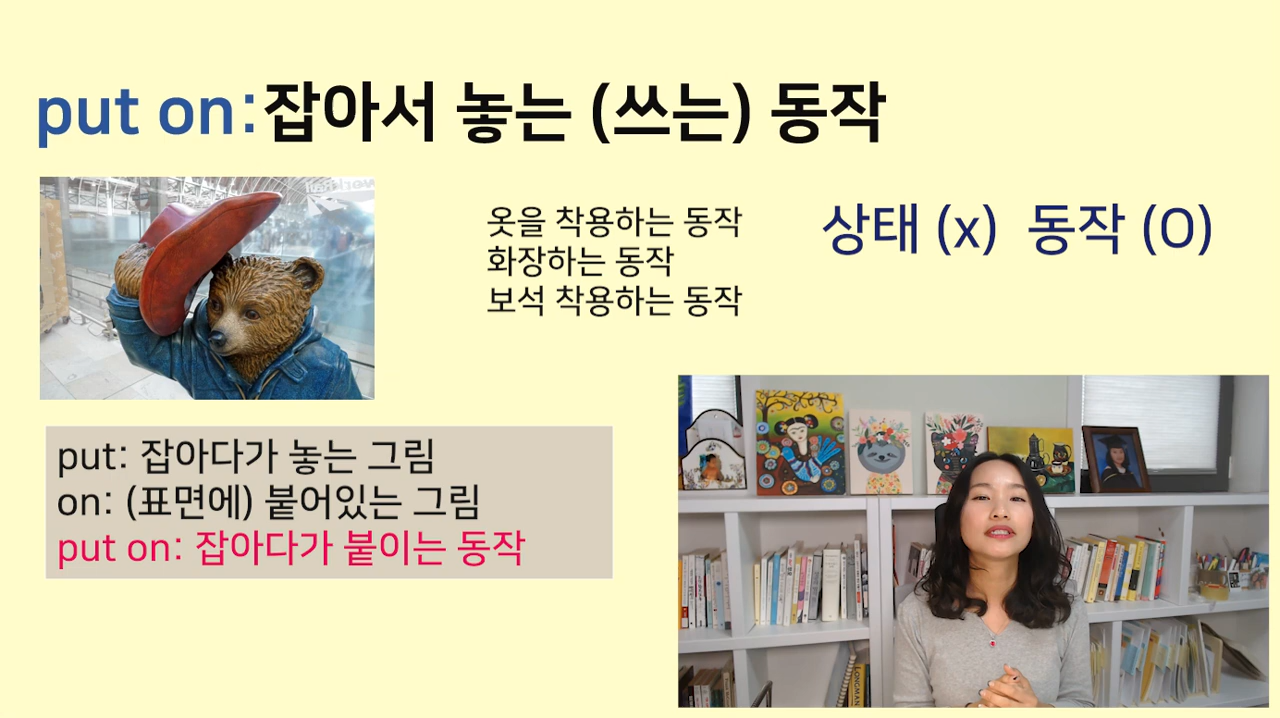 put on:잡아서 놓는 (쓰는) 동작
옷을 착용하는 동작
화장하는 동작
보석 착용하는 동작
상태 (x) 동작 (O)
put: 잡아다가 놓는 그림
on: (표면에) 붙어있는 그림
put on: 잡아다가 붙이는 동작
LONGMAN